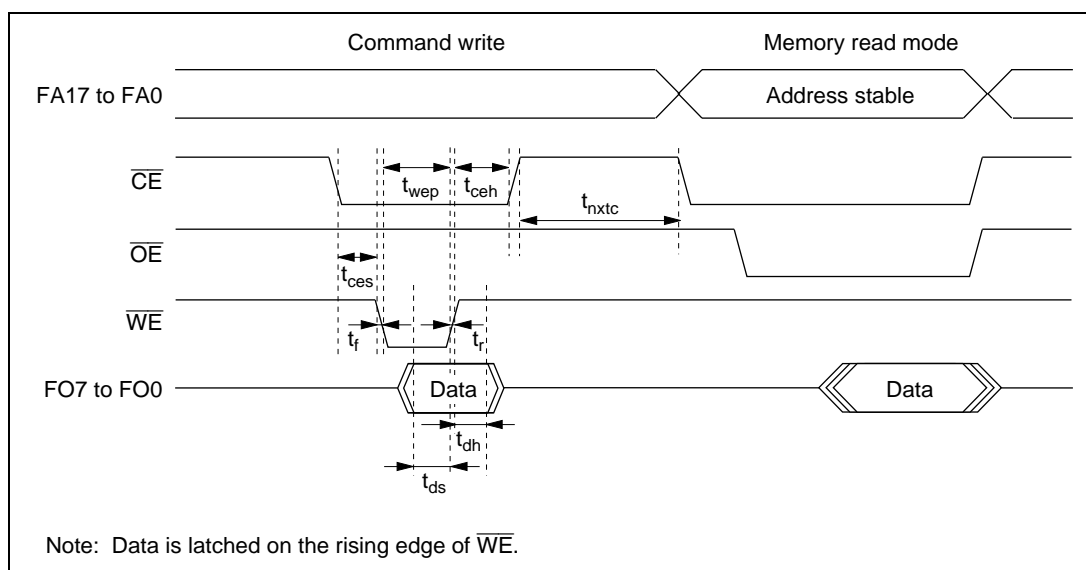 Command write
Memory read mode
FA17 to FA0
Address stable
CE
twep
tceh
tnxtc
OE
tces
WE
tf
tr
FO7 to FO0
Data
Data
tdh
tds
Note: Data is latched on the rising edge of WE.